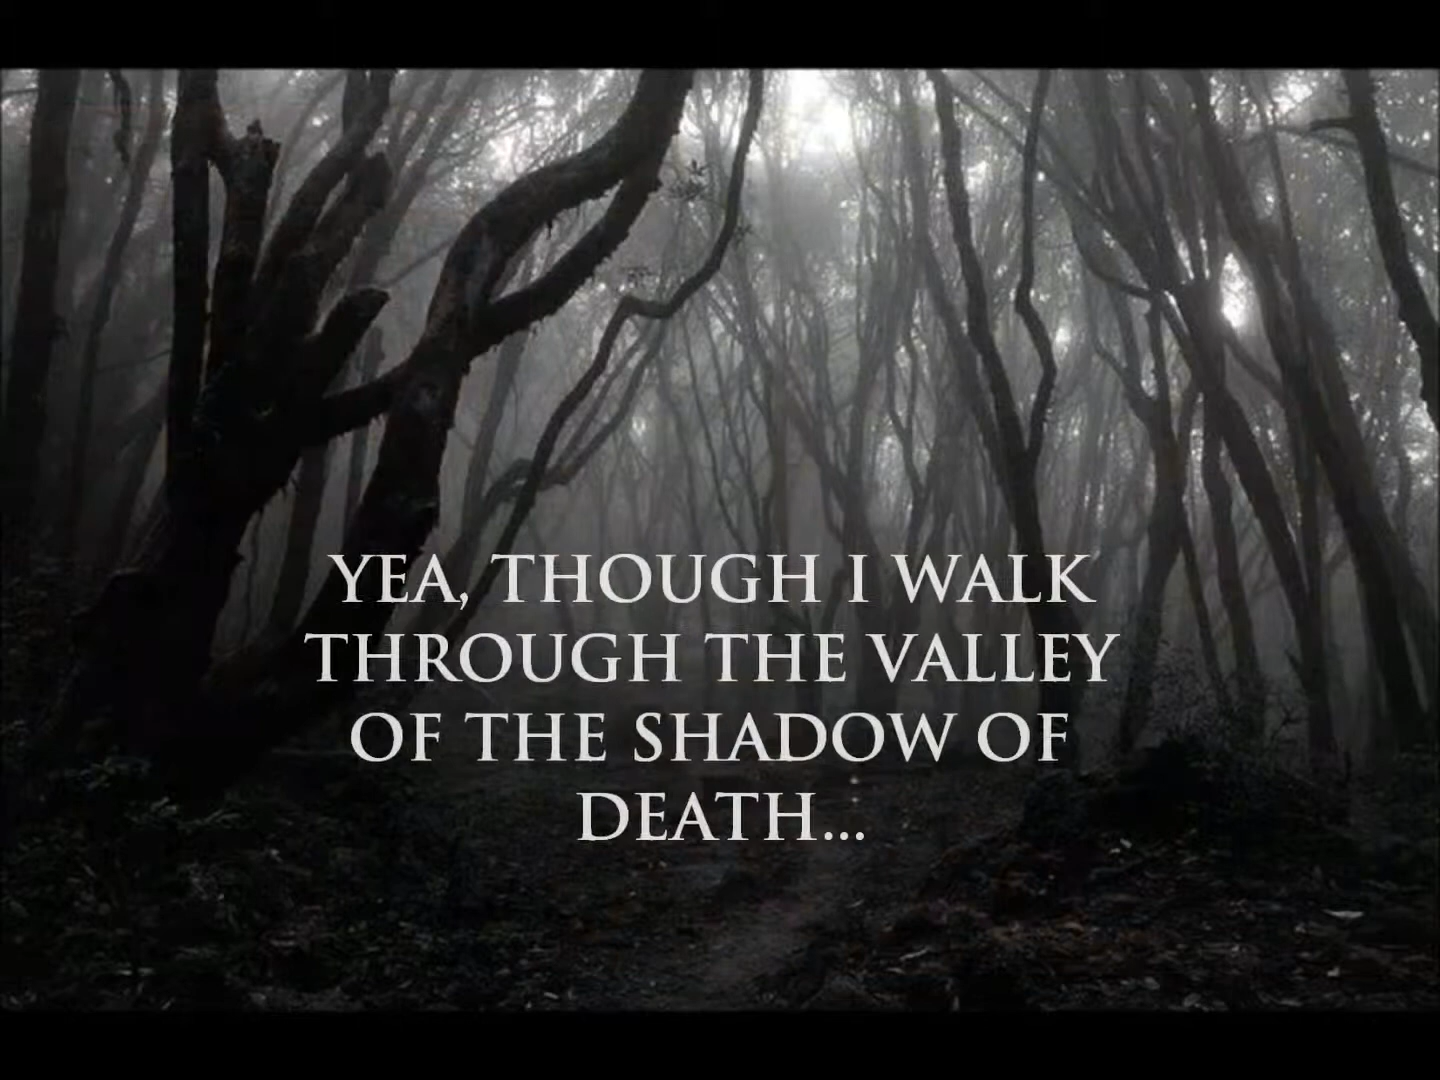 YEA, THOUGH I WALK
THROUGH THE VALLEY
OF THE SHADOW OF
DEATH...